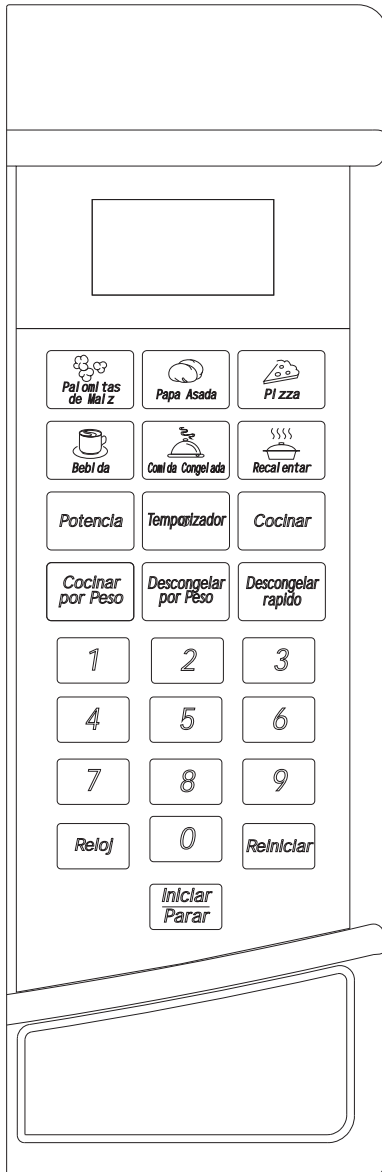 Palomitas
de Maíz
Papa Asada
Pizza
Bebida
Comida Congelada
Recalentar
Potencia
Temporizador
Cocinar
Cocinar
por Peso
Descongelar
por Peso
Descongelar
rapido
1
2
3
4
5
6
7
8
9
Reloj
0
Reiniciar
Iniciar
Parar